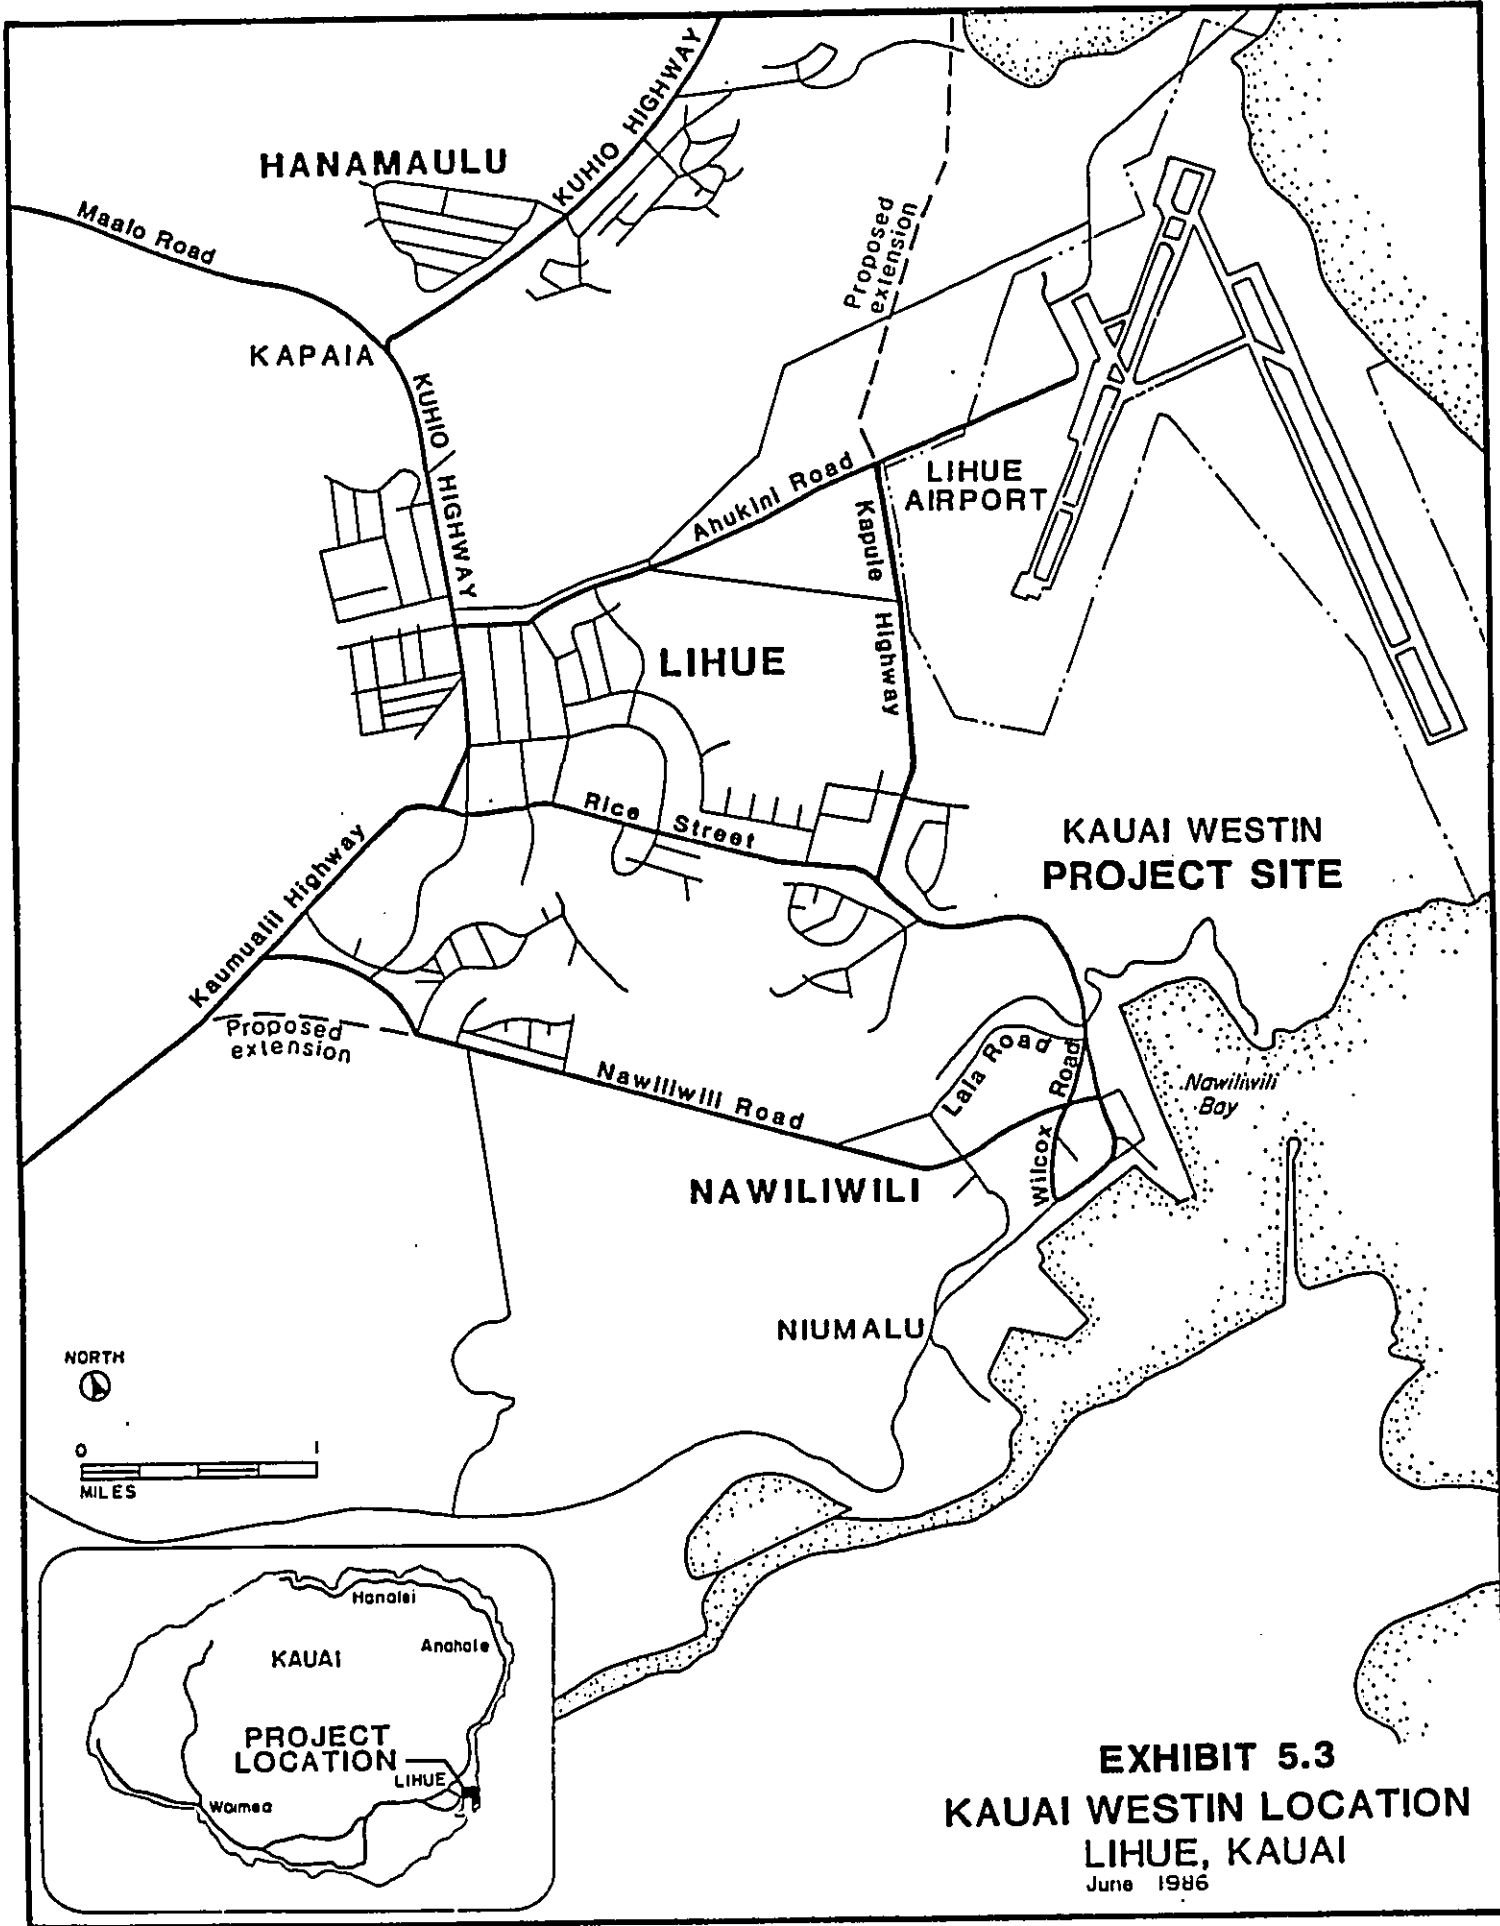 KUHIO HIGHWAY
HANAMAULU
Maalo Road
Proposed
extension
KAPAIA
KUHIO HIGHWAY
LIHUE
AIRPORT
Ahukini Road
Kapule Highway
LIHUE
Rice Street
KAUAI WESTIN
PROJECT SITE
Kaumualii Highway
Proposed
extension
Nawiliwili Road
Lala Road
Wilcox Road
Nawiliwili
Bay
NAWILIWILI
NIUMALU
NORTH
0 1
MILES
Hanalei
Anahole
KAUAI
PROJECT
LOCATION
LIHUE
Waimea
EXHIBIT 5.3
KAUAI WESTIN LOCATION
LIHUE, KAUAI
June 1986